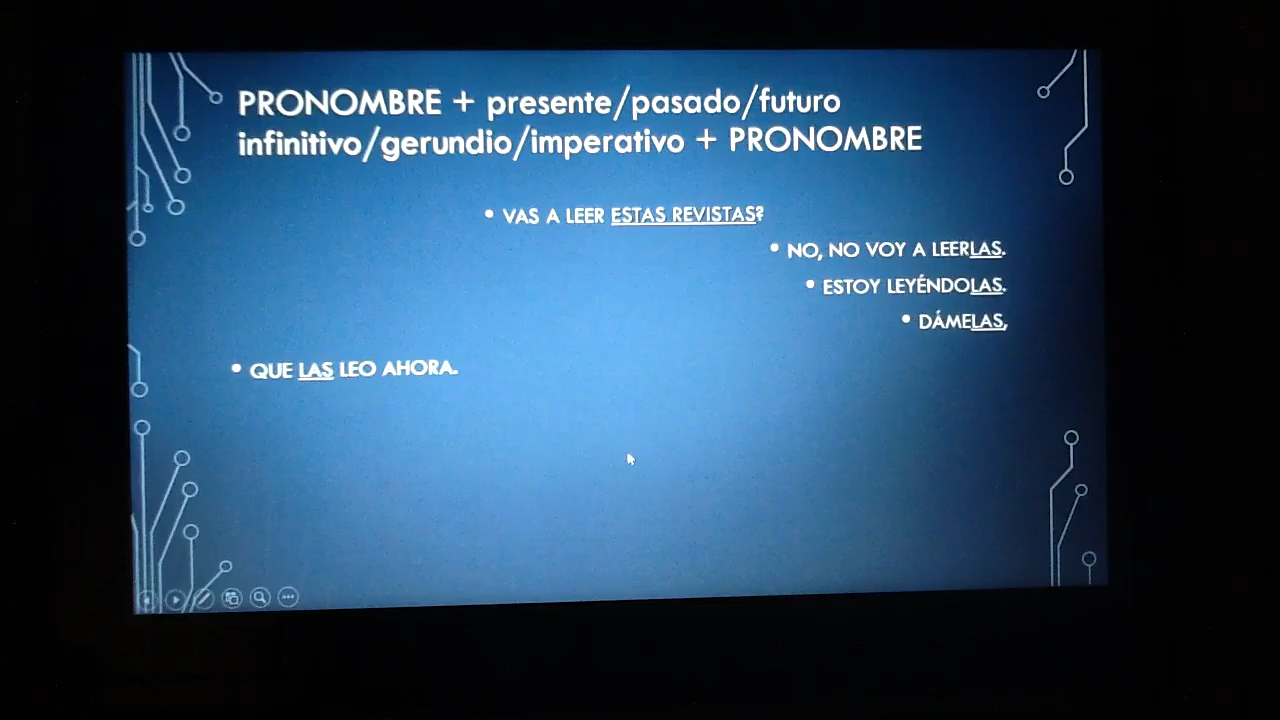 PRONOMBRE + presente/pasado/futuro
infinitivo/gerundio/imperativo + PRONOMBRE
• VAS A LEER ESTAS REVISTAS?
• NO, NO VOY A LEERLAS.
• ESTOY LEYÉNDOLAS.
• DÁMELAS,
• QUE LAS LEO AHORA.